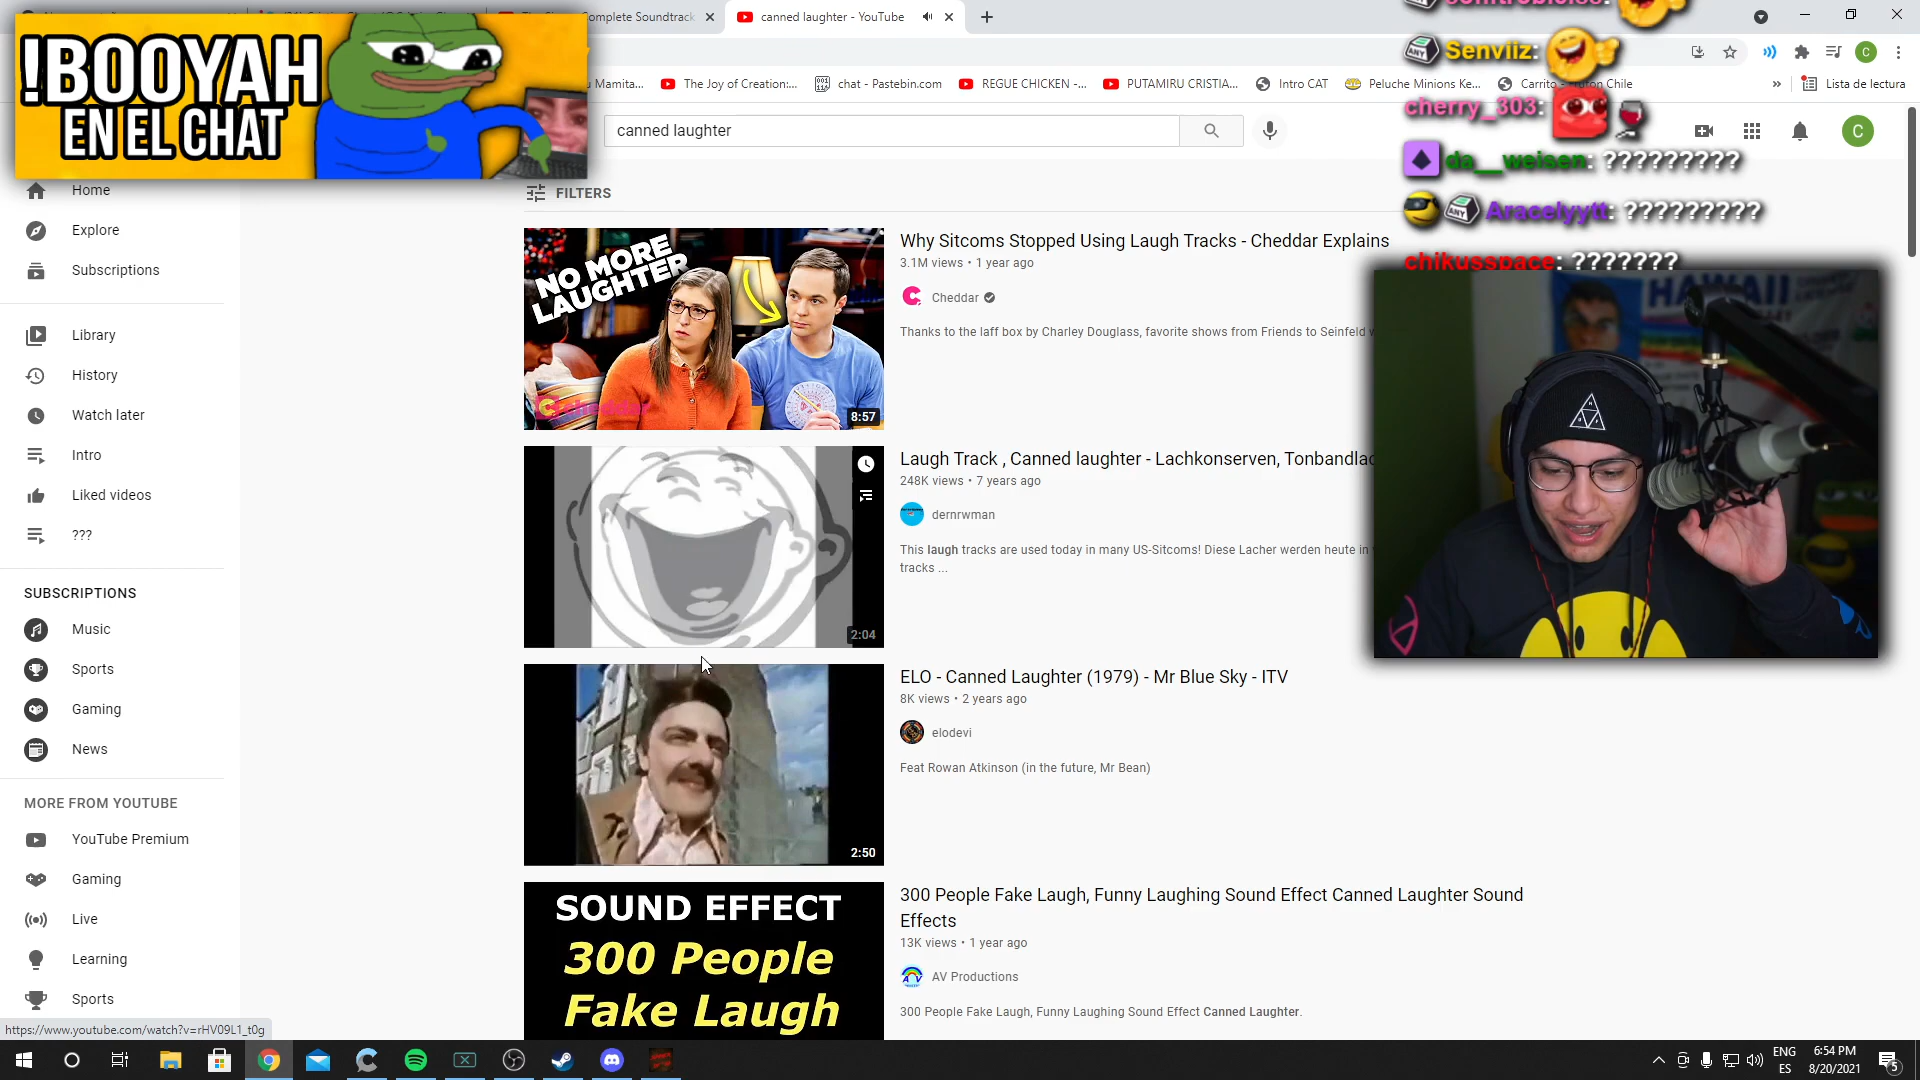 omplete Soundtrack
canned laughter - YouTube
!BOOYAH
EN EL CHAT
u Mamita...
The Joy of Creation:...
chat - Pastebin.com
REGUE CHICKEN -...
PUTAMIRU CRISTIA...
Intro CAT
Peluche Minions Ke...
Lista de lectura
canned laughter
C
C
Senviiz:
cherry_303:
da__weisen: ?????????
Aracelyytt: ?????????
chikusspace: ???????
Home
Explore
Subscriptions
Library
History
Watch later
Intro
Liked videos
???
SUBSCRIPTIONS
Music
Sports
Gaming
News
MORE FROM YOUTUBE
YouTube Premium
Gaming
Live
Learning
Sports
https://www.youtube.com/watch?v=rHV09L1_t0g
FILTERS
NO MORE
LAUGHTER
cheddar
8:57
Why Sitcoms Stopped Using Laugh Tracks - Cheddar Explains
3.1M views • 1 year ago
Cheddar
Thanks to the laff box by Charley Douglass, favorite shows from Friends to Seinfeld
2:04
Laugh Track , Canned laughter - Lachkonserven, Tonbandlac
248K views • 7 years ago
dernrwman
This laugh tracks are used today in many US-Sitcoms! Diese Lacher werden heute in
tracks ...
2:50
ELO - Canned Laughter (1979) - Mr Blue Sky - ITV
8K views • 2 years ago
elodevi
Feat Rowan Atkinson (in the future, Mr Bean)
SOUND EFFECT
300 People
Fake Laugh
300 People Fake Laugh, Funny Laughing Sound Effect Canned Laughter Sound
Effects
13K views • 1 year ago
AV Productions
300 People Fake Laugh, Funny Laughing Sound Effect Canned Laughter.
HAWAII
ENG
ES
6:54 PM
8/20/2021
5